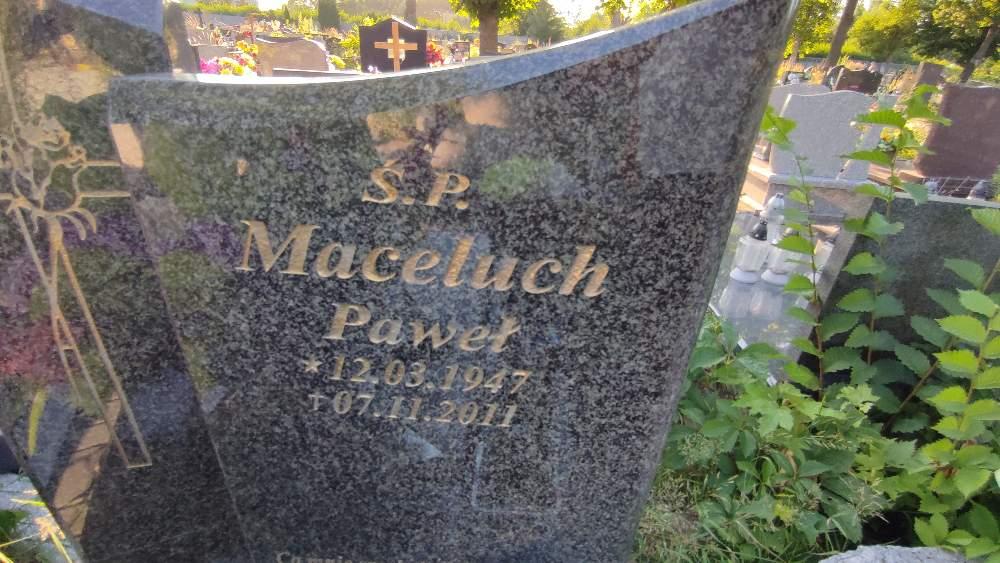 Ś.P.
Maceluch
Paweł
* 12.03.1947
† 07.11.2011